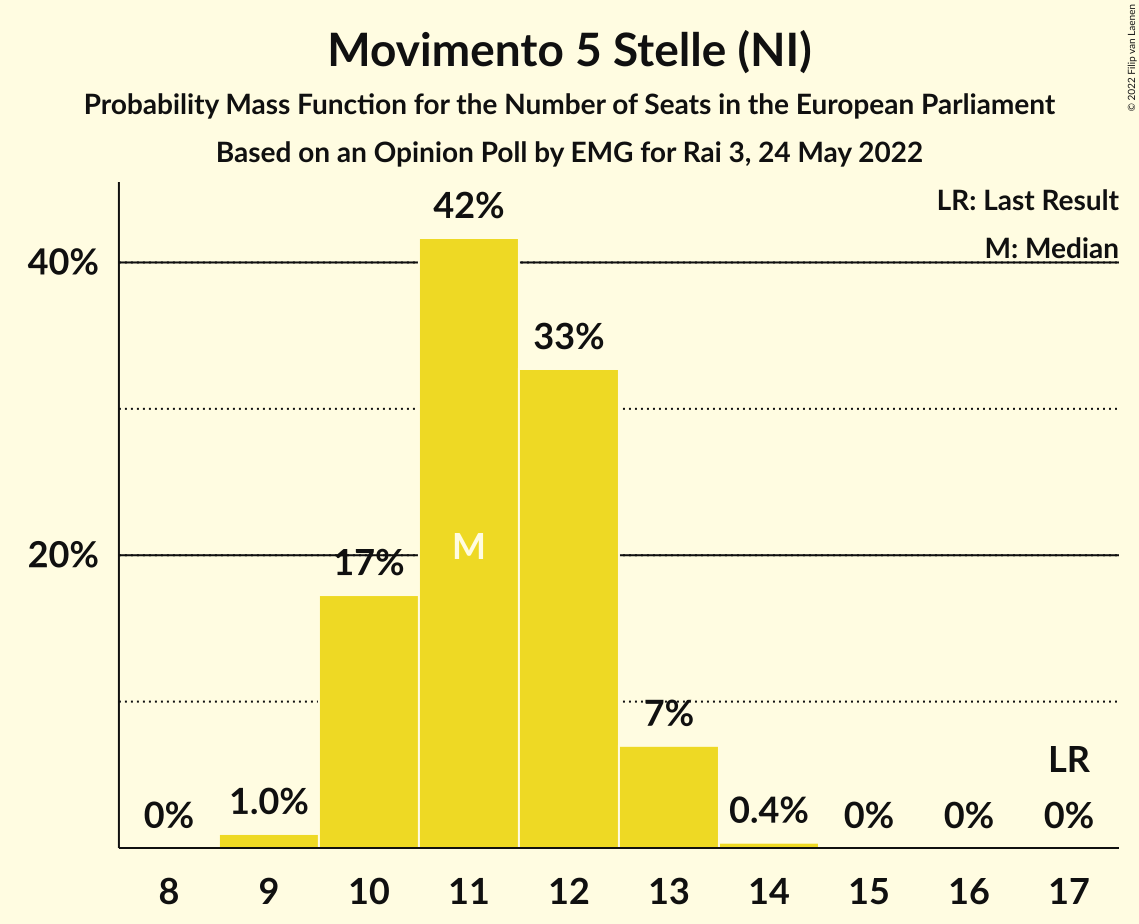 Movimento 5 Stelle (NI)
Probability Mass Function for the Number of Seats in the European Parliament
Based on an Opinion Poll by EMG for Rai 3, 24 May 2022
© 2022 Filip van Laenen
LR: Last Result
M: Median
40%
20%
0%
1.0%
17%
42%
M
33%
7%
0.4%
0%
0%
LR
0%
8 9 10 11 12 13 14 15 16 17